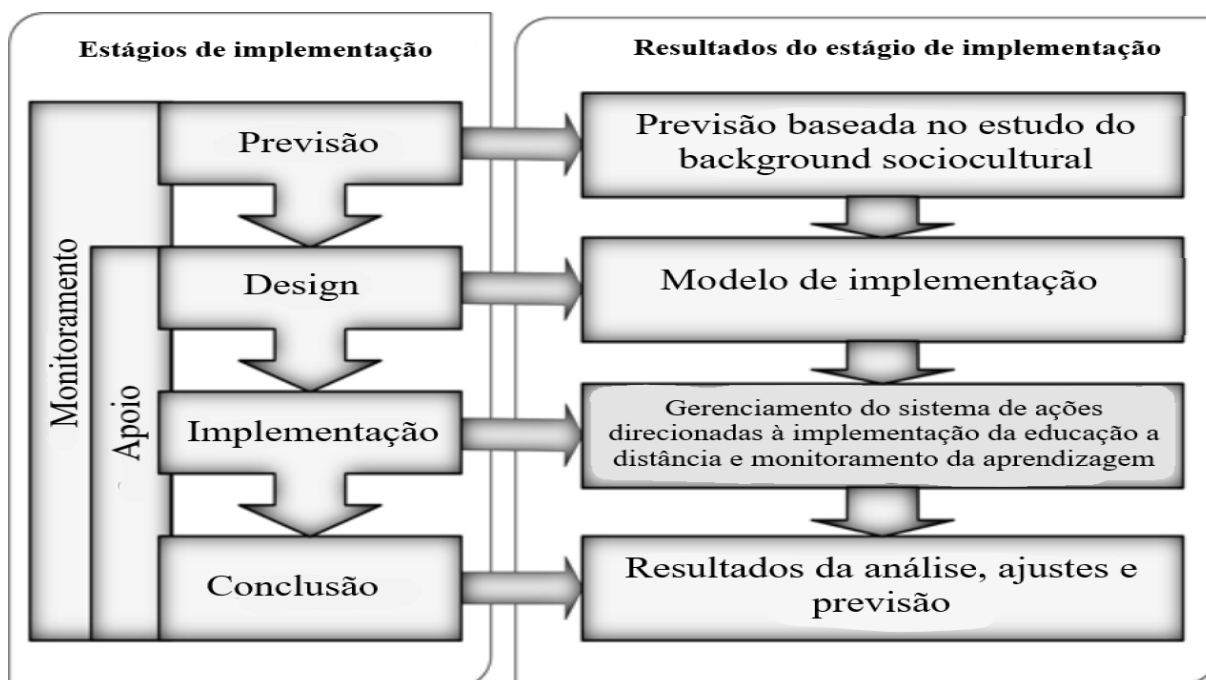 Estágios de implementação
Monitoramento
Apoio
Previsão
Design
Implementação
Conclusão
Resultados do estágio de implementação
Previsão baseada no estudo do
background sociocultural
Modelo de implementação
Gerenciamento do sistema de ações
direcionadas à implementação da educação a
distância e monitoramento da aprendizagem
Resultados da análise, ajustes e
previsão